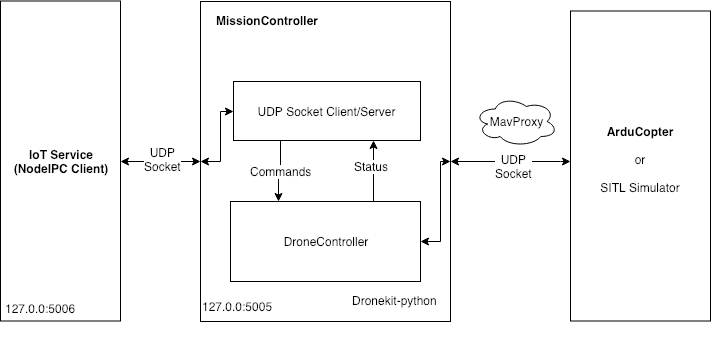 MissionController
UDP Socket Client/Server
MavProxy
ArduCopter
or
SITL Simulator
IoT Service
(NodeIPC Client)
UDP
Socket
Commands
Status
UDP
Socket
DroneController
127.0.0:5006
127.0.0:5005
Dronekit-python